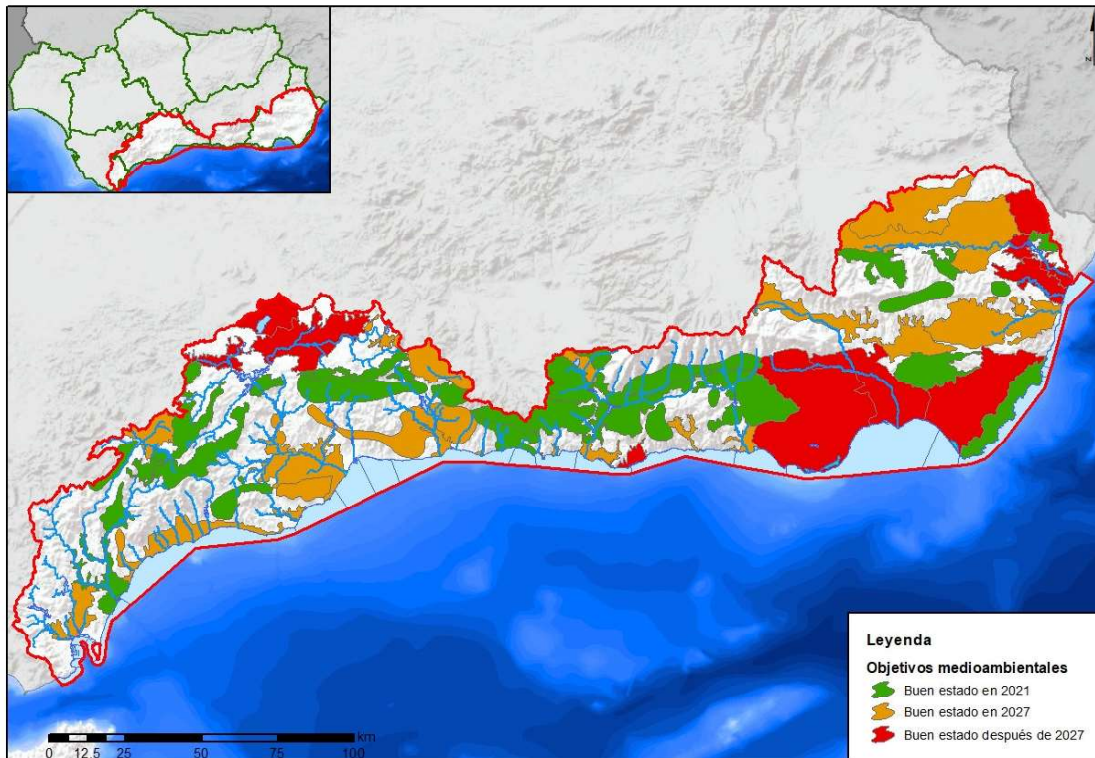 N
km
0 12.5 25 50 75 100
Leyenda
Objetivos medioambientales
Buen estado en 2021
Buen estado en 2027
Buen estado después de 2027